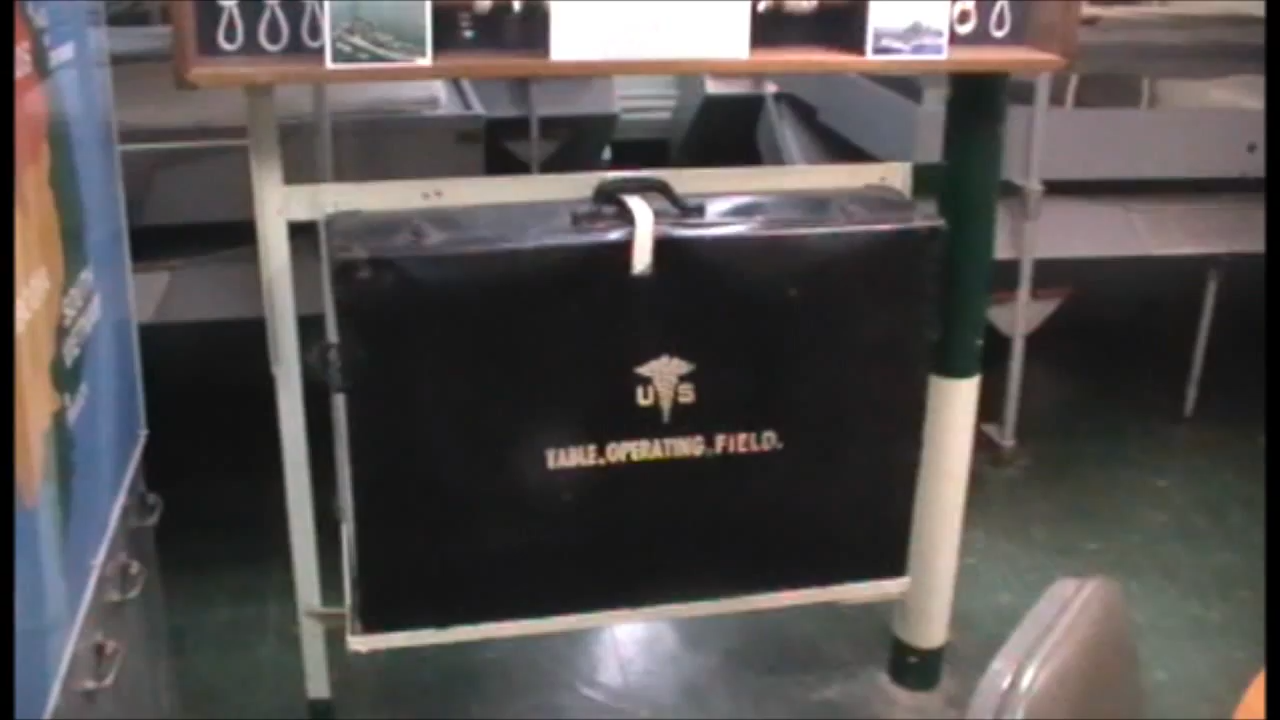 U S
TABLE, OPERATING, FIELD.